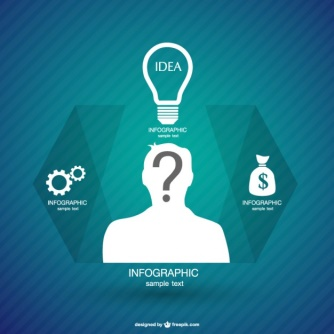 IDEA
INFOGRAPHIC
sample text
?
INFOGRAPHIC
sample text
$
INFOGRAPHIC
sample text
INFOGRAPHIC
sample text
designed by freepik.com